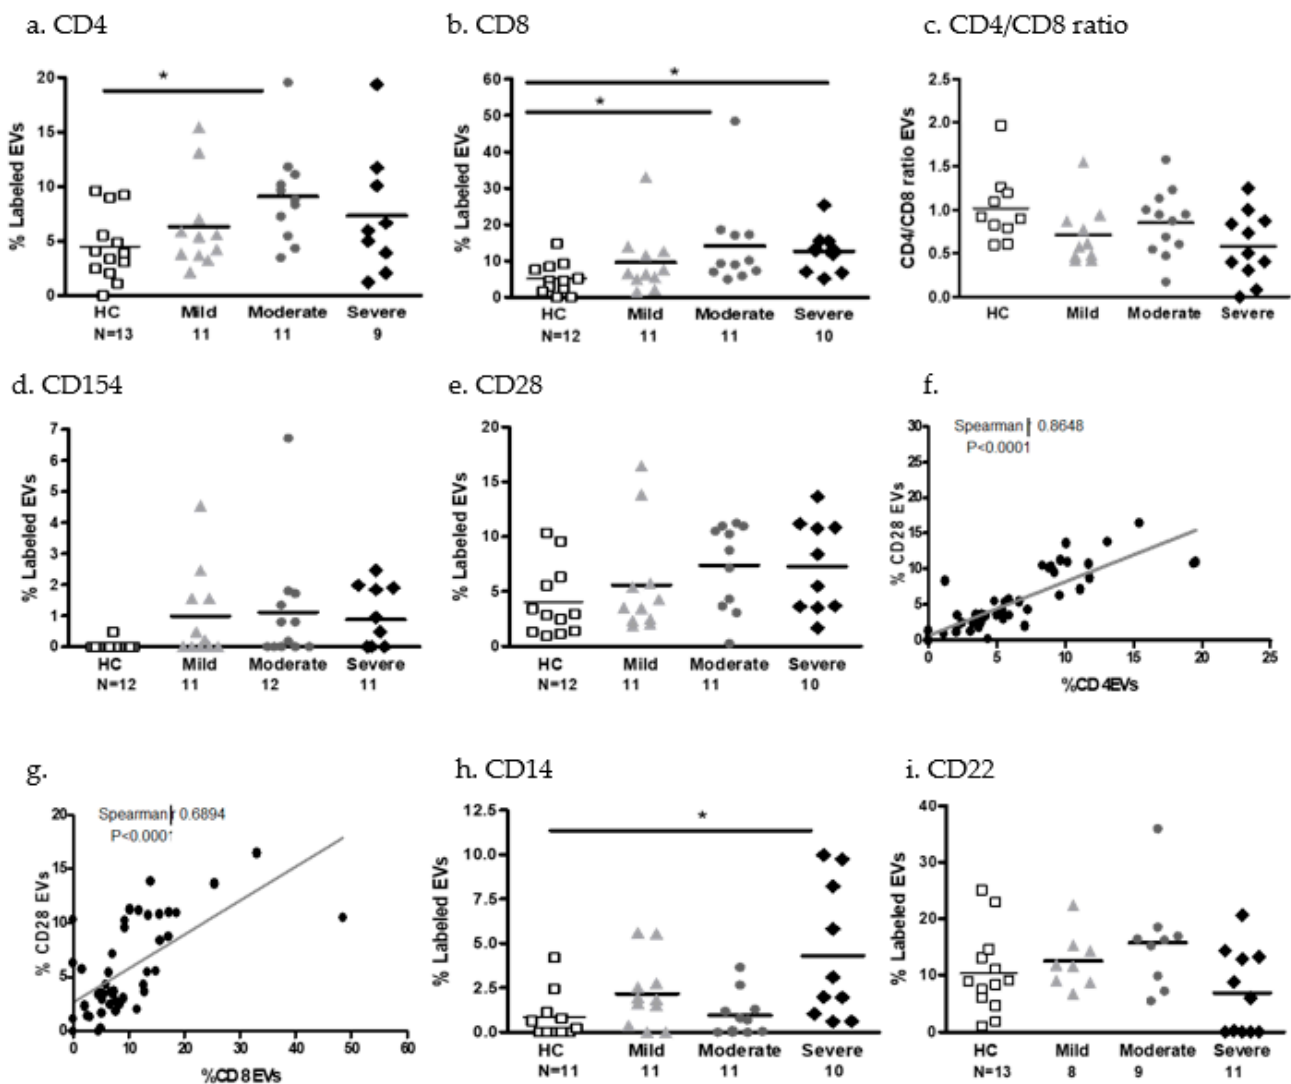 a. CD4
b. CD8
c. CD4/CD8 ratio
*
% Labeled EVs
20
15
10
5
0
HC Mild Moderate Severe
N=13 11 11 9
*
*
% Labeled EVs
60
50
40
30
20
10
0
HC Mild Moderate Severe
N=12 11 11 10
CD4/CD8 ratio EVs
2.5
2.0
1.5
1.0
0.5
0.0
HC Mild Moderate Severe
d. CD154
e. CD28
f.
% Labeled EVs
7
6
5
4
3
2
1
0
HC Mild Moderate Severe
N=12 11 12 11
% Labeled EVs
20
15
10
5
0
HC Mild Moderate Severe
N=12 11 11 10
Spearman r 0.8648
P<0.0001
% CD28 EVs
30
25
20
15
10
5
0
0 5 10 15 20 25
%CD4EVs
g.
h. CD14
i. CD22
Spearman r 0.6894
P<0.0001
% CD28 EVs
20
15
10
5
0
0 10 20 30 40 50 60
%CD8EVs
*
% Labeled EVs
12.5
10.0
7.5
5.0
2.5
0.0
HC Mild Moderate Severe
N=11 11 11 10
% Labeled EVs
40
30
20
10
0
HC Mild Moderate Severe
N=13 8 9 11